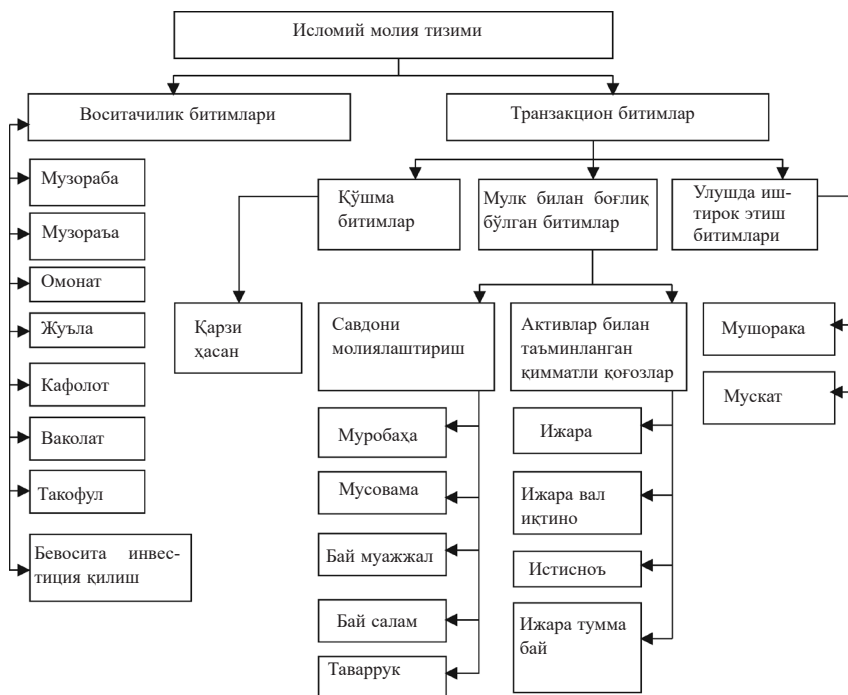 Исломий молия тизими
Воситачилик битимлари
Транзакцион битимлар
Музораба
Музораъа
Омонат
Жуъла
Кафолот
Ваколат
Такофул
Бевосита инвес-
тиция қилиш
Қўшма
битимлар
Мулк билан боғлиқ
бўлган битимлар
Улушда иш-
тирок этиш
битимлари
Қарзи
ҳасан
Савдони
молиялаштириш
Активлар билан
таъминланган
қимматли қоғозлар
Мушорака
Мускат
Муробаҳа
Мусовама
Бай муажжал
Бай салам
Таваррук
Ижара
Ижара вал
иқтино
Истисноъ
Ижара тумма
бай